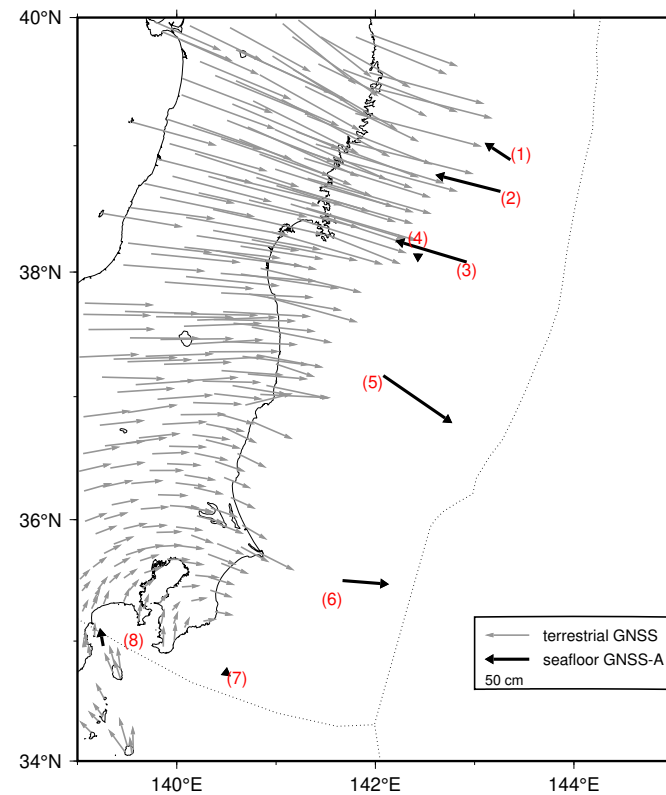 40°N
(1)
(2)
(4)
(3)
38°N
(5)
36°N
(6)
terrestrial GNSS
(8)
seafloor GNSS-A
(7)
50 cm
34°N
140°E 142°E 144°E